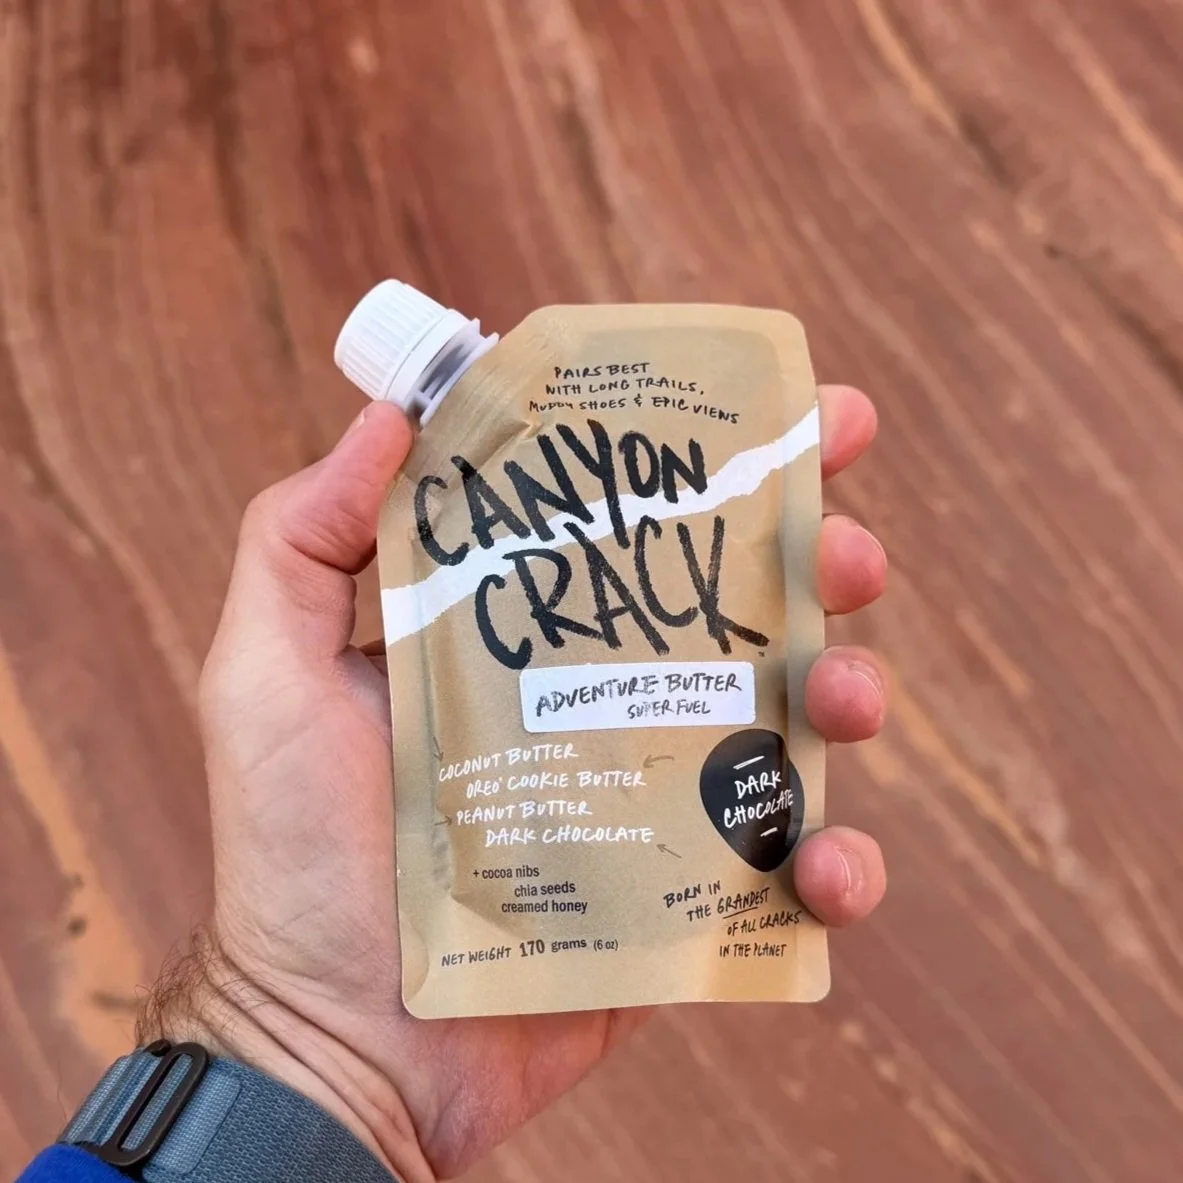 PAIRS BEST
WITH LONG TRAILS,
MUDDY SHOES & EPIC VIEWS
CANYON
CRACK
ADVENTURE BUTTER
SUPER FUEL
COCONUT BUTTER
OREO® COOKIE BUTTER
PEANUT BUTTER
DARK CHOCOLATE
DARK
CHOCOLATE
+ cocoa nibs
chia seeds
creamed honey
BORN IN
THE GRANDEST
OF ALL CRACKS
IN THE PLANET
NET WEIGHT 170 grams (6 oz)